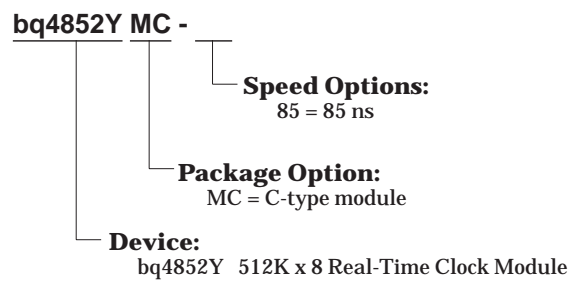 bq4852Y MC -
Speed Options:
85 = 85 ns
Package Option:
MC = C-type module
Device:
bq4852Y 512K x 8 Real-Time Clock Module